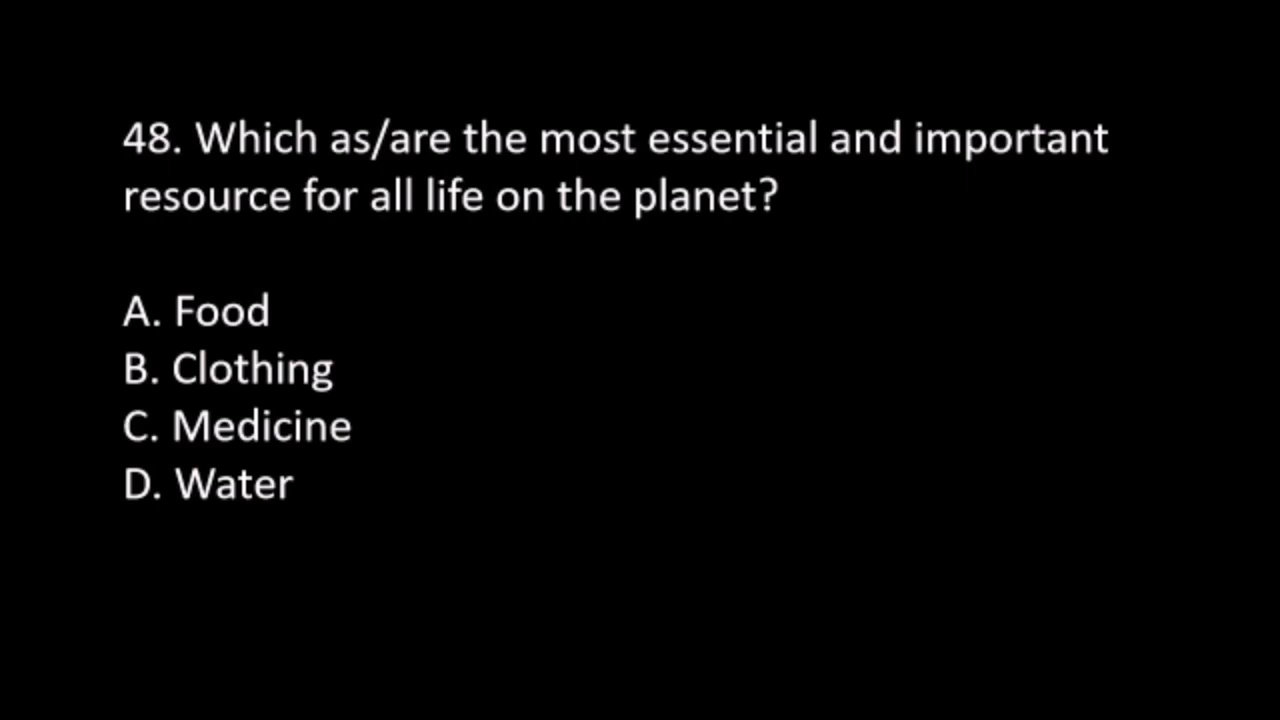 48. Which as/are the most essential and important
resource for all life on the planet?
A. Food
B. Clothing
C. Medicine
D. Water